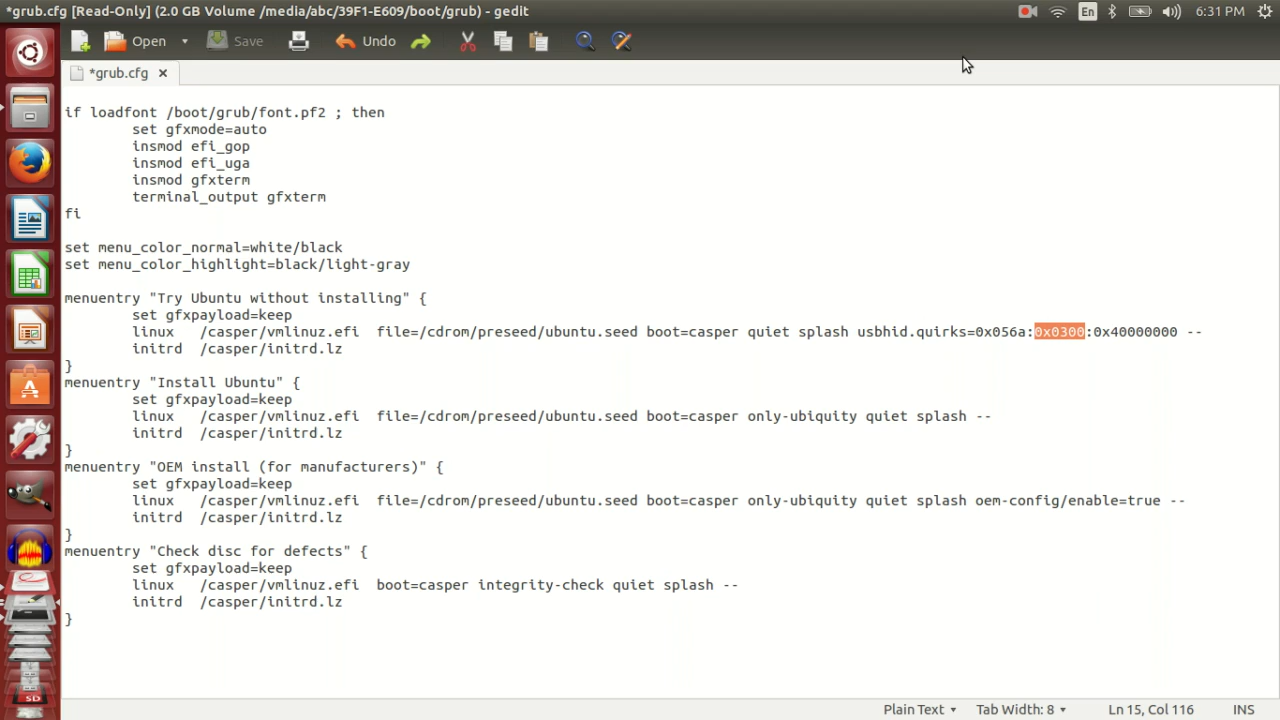 *grub.cfg [Read-Only] (2.0 GB Volume /media/abc/39F1-E609/boot/grub) - gedit
En
6:31 PM
Open
Save
Undo
*grub.cfg
if loadfont /boot/grub/font.pf2 ; then
set gfxmode=auto
insmod efi_gop
insmod efi_uga
insmod gfxterm
terminal_output gfxterm
fi
set menu_color_normal=white/black
set menu_color_highlight=black/light-gray
menuentry "Try Ubuntu without installing" {
set gfxpayload=keep
linux /casper/vmlinuz.efi file=/cdrom/preseed/ubuntu.seed boot=casper quiet splash usbhid.quirks=0x056a:0x0300:0x40000000 --
initrd /casper/initrd.lz
}
menuentry "Install Ubuntu" {
set gfxpayload=keep
linux /casper/vmlinuz.efi file=/cdrom/preseed/ubuntu.seed boot=casper only-ubiquity quiet splash --
initrd /casper/initrd.lz
}
menuentry "OEM install (for manufacturers)" {
set gfxpayload=keep
linux /casper/vmlinuz.efi file=/cdrom/preseed/ubuntu.seed boot=casper only-ubiquity quiet splash oem-config/enable=true --
initrd /casper/initrd.lz
}
menuentry "Check disc for defects" {
set gfxpayload=keep
linux /casper/vmlinuz.efi boot=casper integrity-check quiet splash --
initrd /casper/initrd.lz
}
SD
Plain Text
Tab Width: 8
Ln 15, Col 116
INS